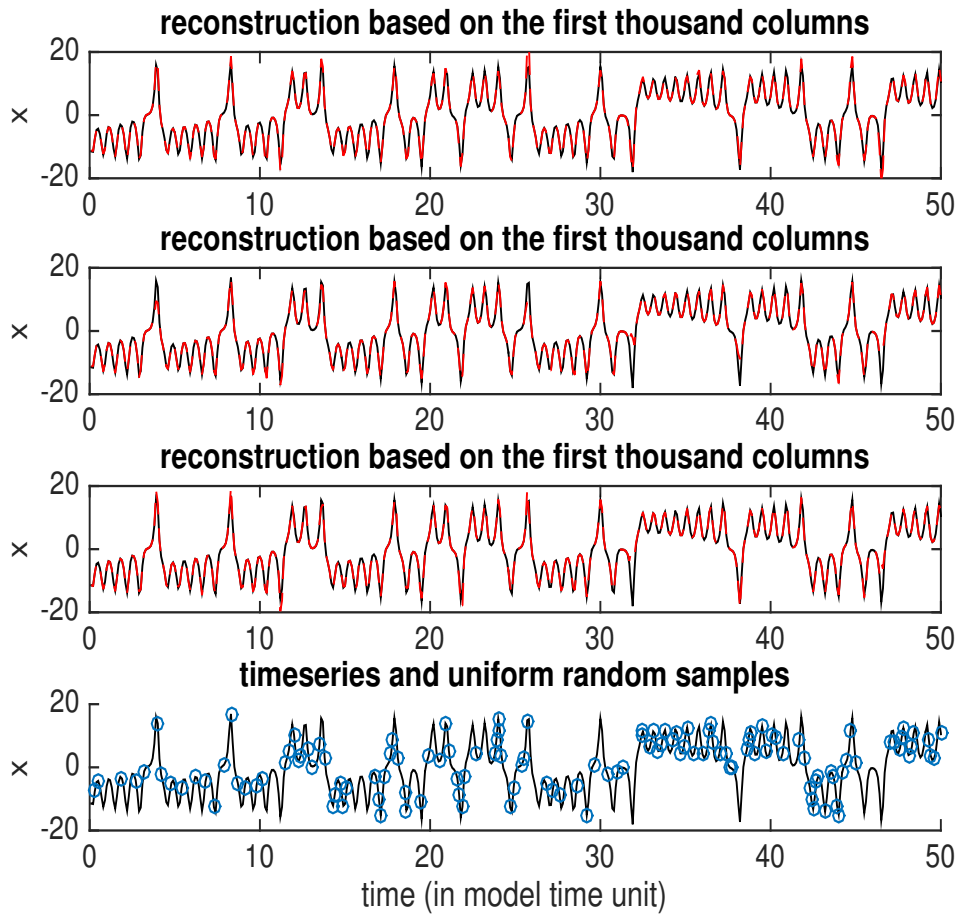 reconstruction based on the first thousand columns
20
0
-20
x
0 10 20 30 40 50
reconstruction based on the first thousand columns
20
0
-20
x
0 10 20 30 40 50
reconstruction based on the first thousand columns
20
0
-20
x
0 10 20 30 40 50
timeseries and uniform random samples
20
0
-20
x
0 10 20 30 40 50
time (in model time unit)